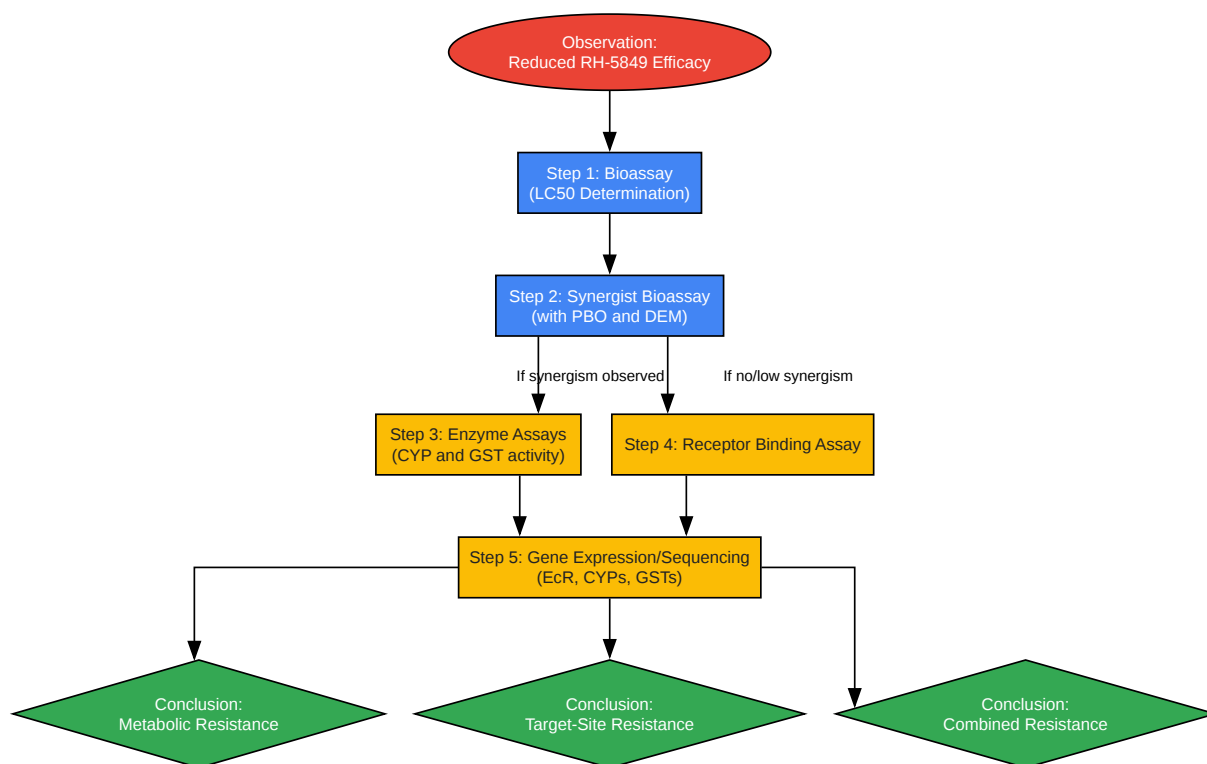 Observation:
Reduced RH-5849 Efficacy
Step 1: Bioassay
(LC50 Determination)
Step 2: Synergist Bioassay
(with PBO and DEM)
If synergism observed
If no/low synergism
Step 3: Enzyme Assays
(CYP and GST activity)
Step 4: Receptor Binding Assay
Step 5: Gene Expression/Sequencing
(EcR, CYPs, GSTs)
Conclusion:
Metabolic Resistance
Conclusion:
Target-Site Resistance
Conclusion:
Combined Resistance